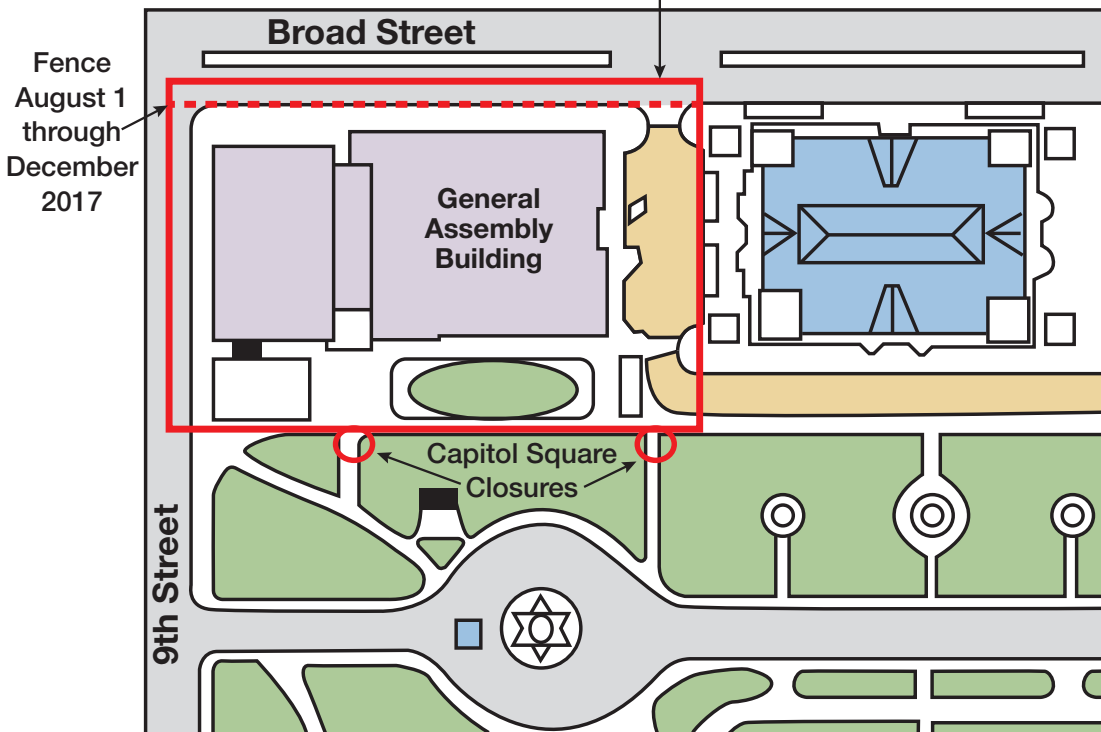 Broad Street
Fence
August 1
through
December
2017
General
Assembly
Building
Capitol Square
Closures
9th Street